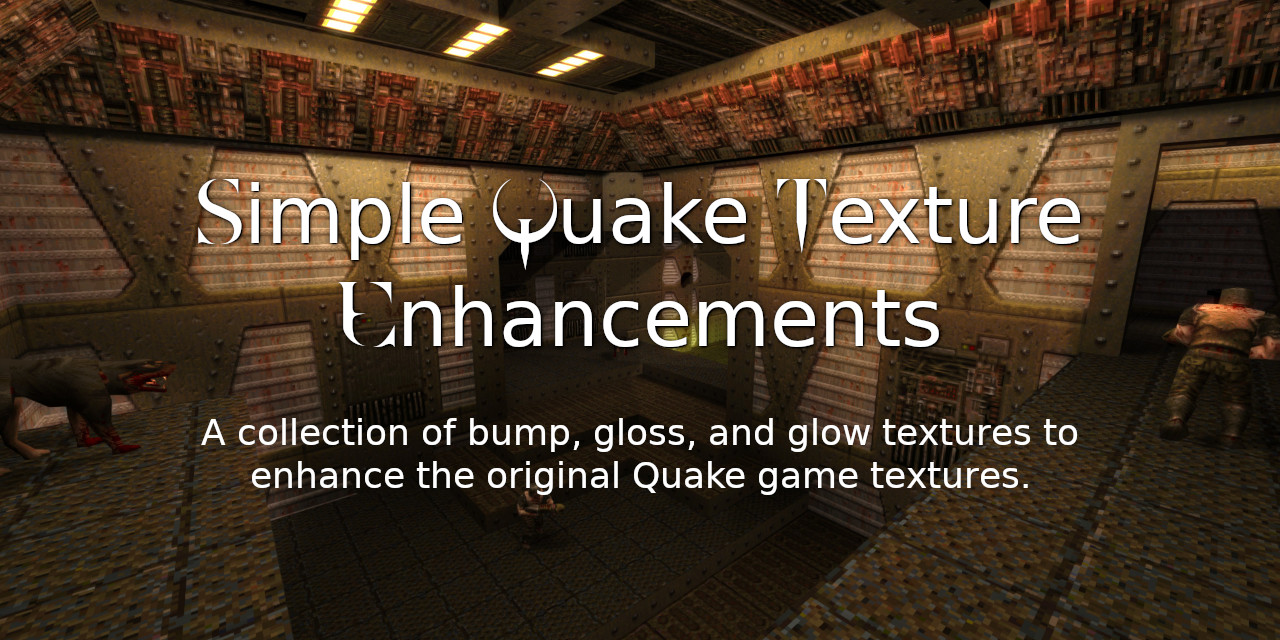 Simple Quake Texture
Enhancements
A collection of bump, gloss, and glow textures to
enhance the original Quake game textures.